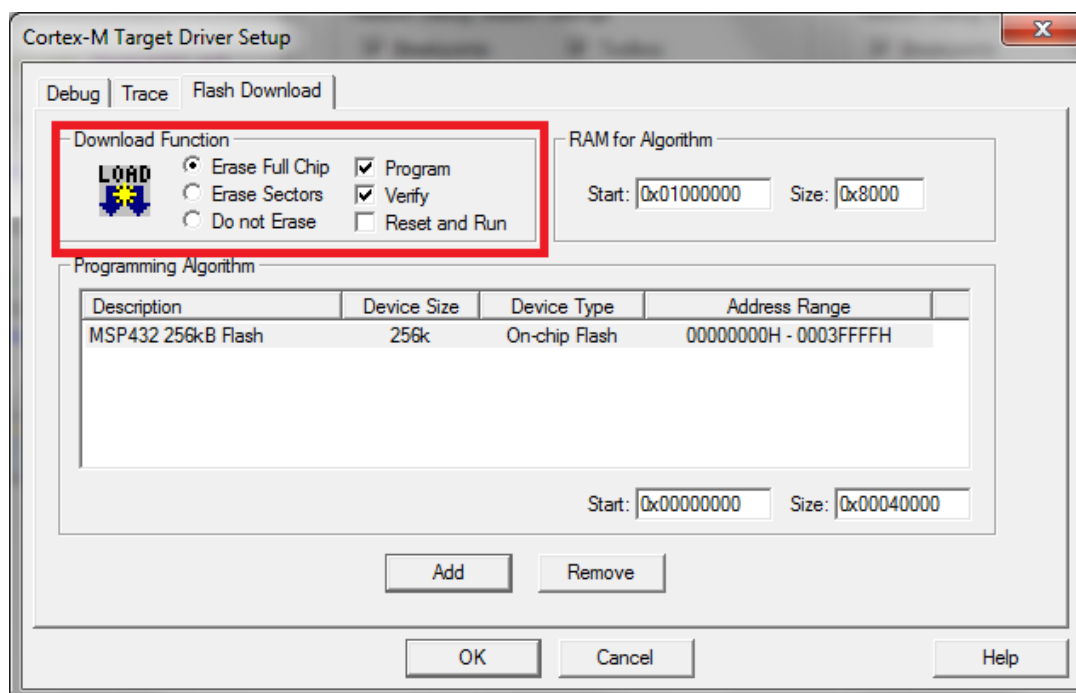 Cortex-M Target Driver Setup
Debug Trace Flash Download
Download Function
LOAD
Erase Full Chip Program
Erase Sectors Verify
Do not Erase Reset and Run
RAM for Algorithm
Start: 0x01000000 Size: 0x8000
Programming Algorithm
Description Device Size Device Type Address Range
MSP432 256kB Flash 256k On-chip Flash 00000000H - 0003FFFFH
Start: 0x00000000 Size: 0x00040000
Add Remove
OK Cancel Help